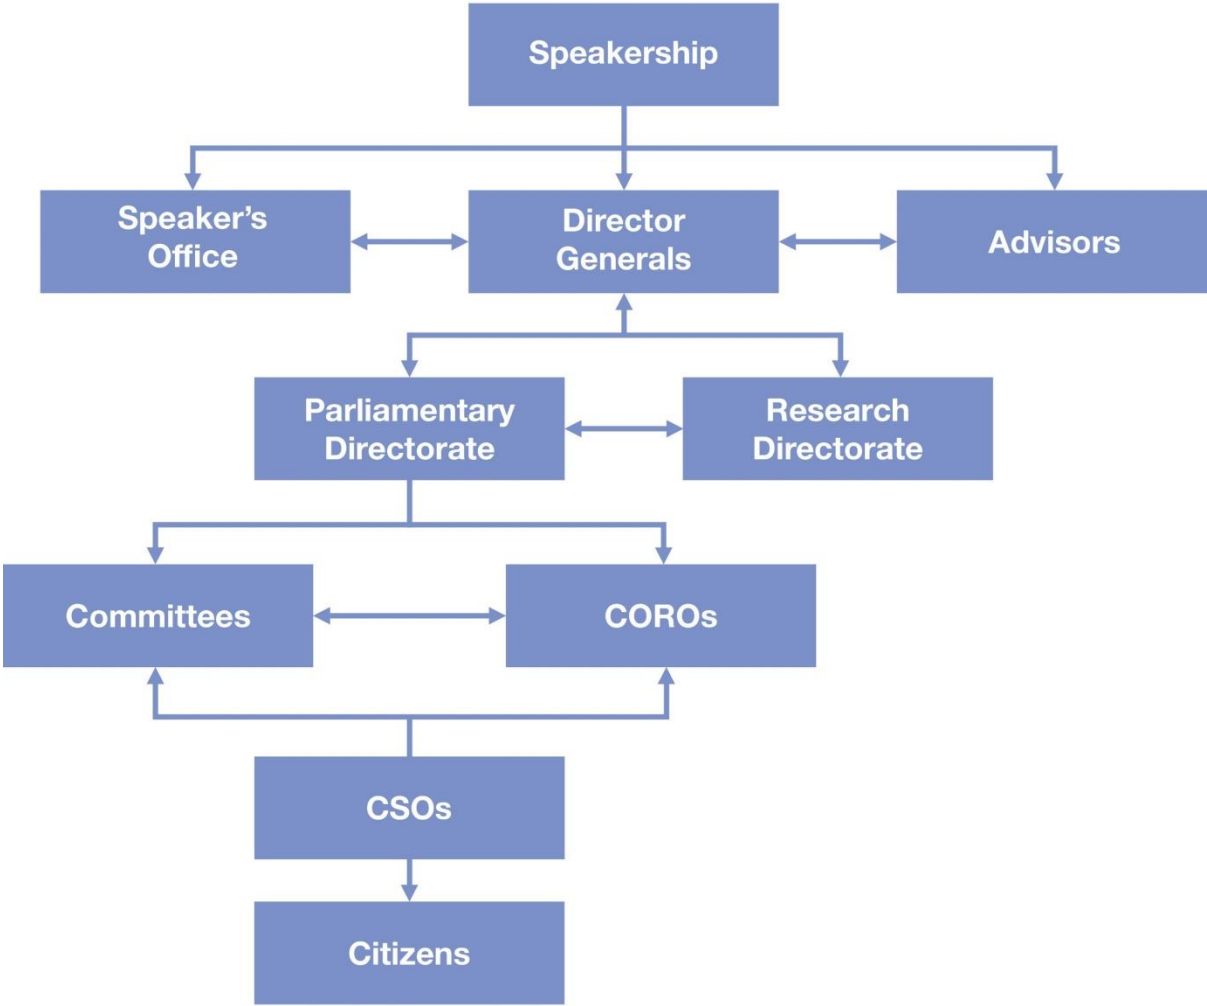 Speakership
Speaker’s
Office
Director
Generals
Advisors
Parliamentary
Directorate
Research
Directorate
Committees
COROs
CSOs
Citizens